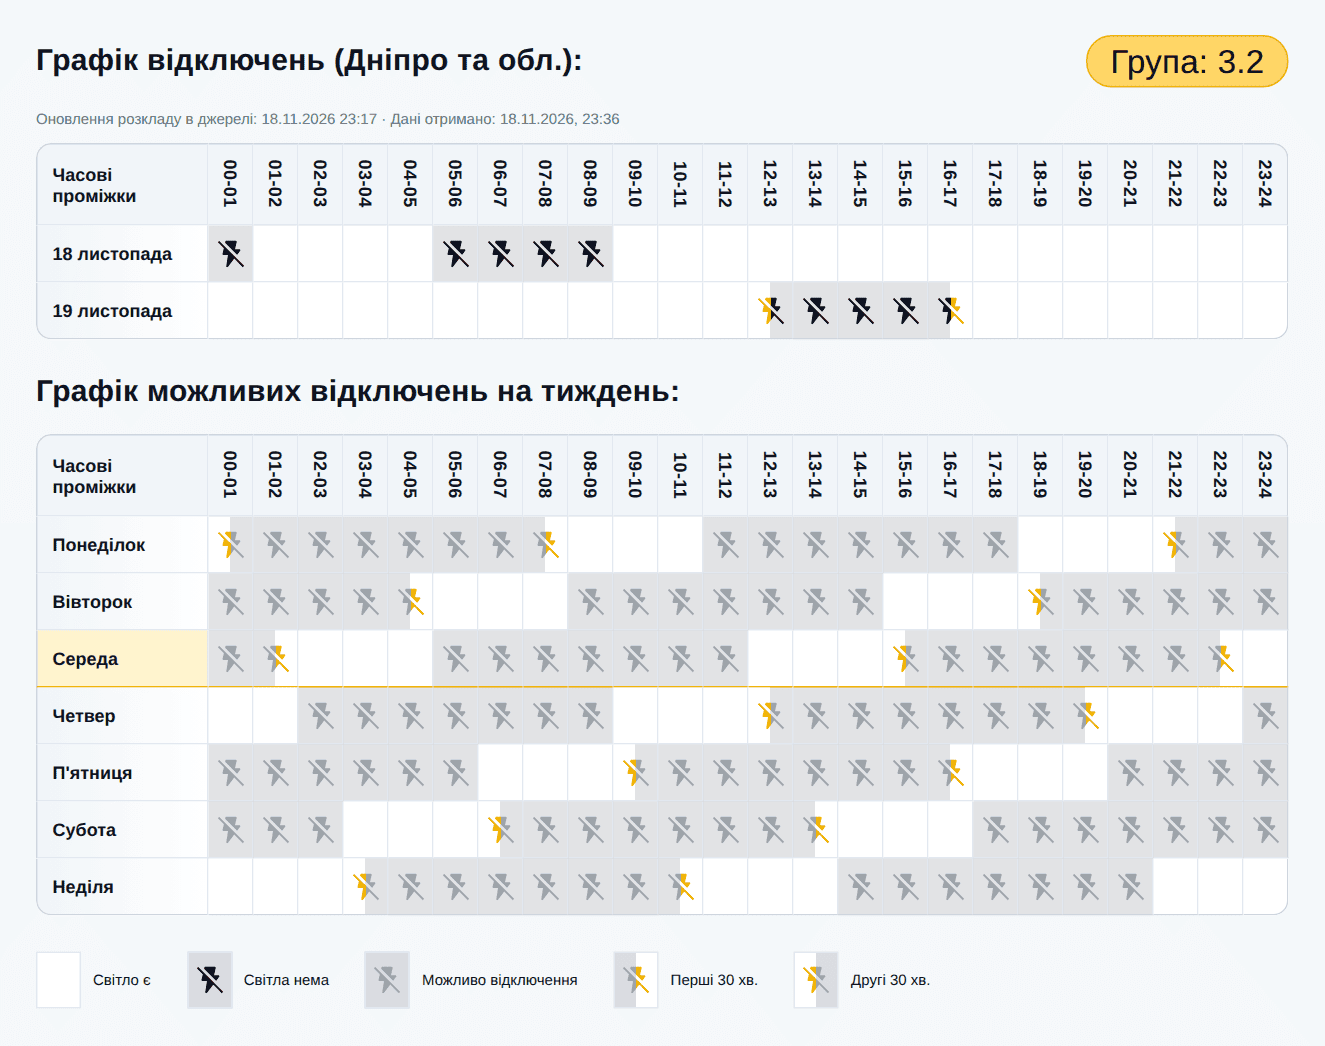 Графік відключень (Дніпро та обл.):
Група: 3.2
Оновлення розкладу в джерелі: 18.11.2026 23:17 · Дані отримано: 18.11.2026, 23:36
Часові проміжки 00-01 01-02 02-03 03-04 04-05 05-06 06-07 07-08 08-09 09-10 10-11 11-12 12-13 13-14 14-15 15-16 16-17 17-18 18-19 19-20 20-21 21-22 22-23 23-24
18 листопада
19 листопада
Графік можливих відключень на тиждень:
Часові проміжки 00-01 01-02 02-03 03-04 04-05 05-06 06-07 07-08 08-09 09-10 10-11 11-12 12-13 13-14 14-15 15-16 16-17 17-18 18-19 19-20 20-21 21-22 22-23 23-24
Понеділок
Вівторок
Середа
Четвер
П'ятниця
Субота
Неділя
Світло є Світла нема Можливо відключення Перші 30 хв. Другі 30 хв.